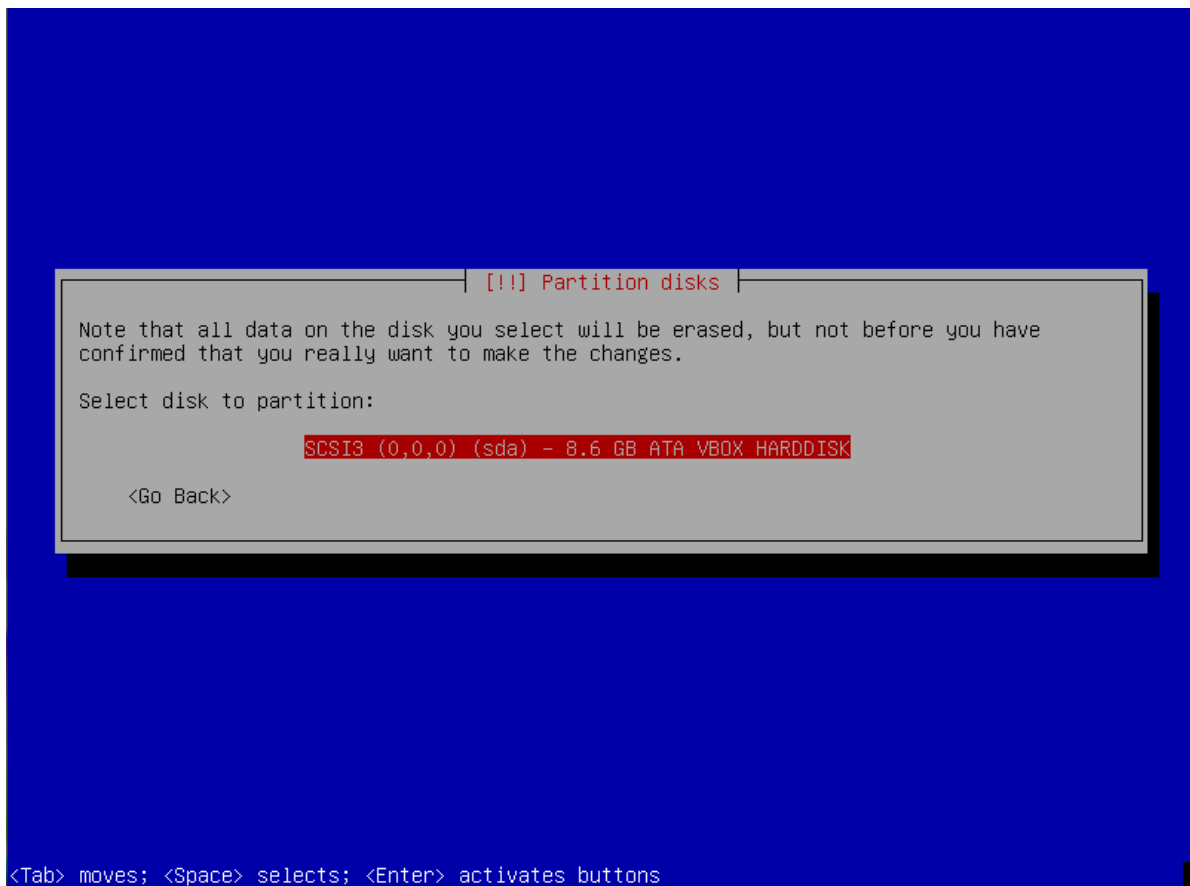 [!!] Partition disks
Note that all data on the disk you select will be erased, but not before you have
confirmed that you really want to make the changes.
Select disk to partition:
SCSI3 (0,0,0) (sda) - 8.6 GB ATA VBOX HARDDISK
<Go Back>
<Tab> moves; <Space> selects; <Enter> activates buttons